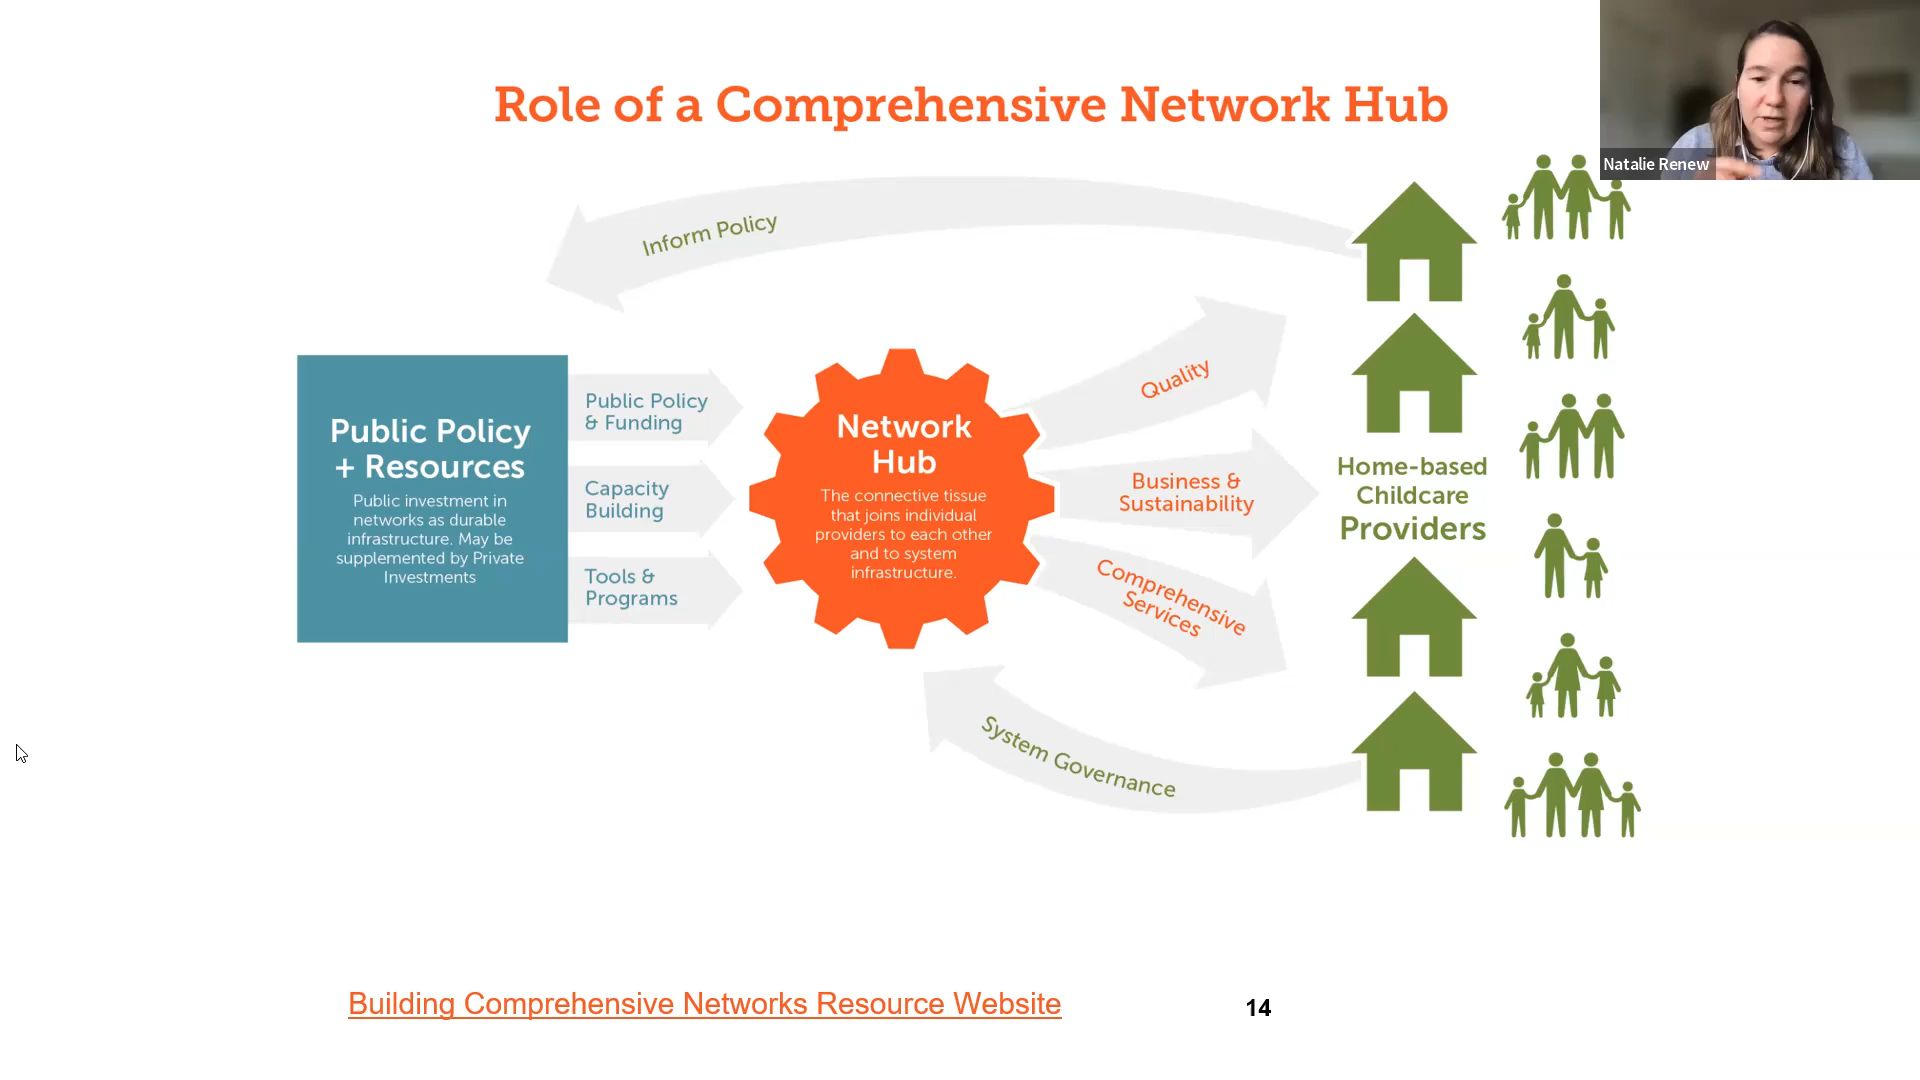 Role of a Comprehensive Network Hub
Natalie Renew
Inform Policy
Public Policy
+ Resources
Public investment in
networks as durable
infrastructure. May be
supplemented by Private
Investments
Public Policy
& Funding
Capacity
Building
Tools &
Programs
Network
Hub
The connective tissue
that joins individual
providers to each other
and to system
infrastructure.
Quality
Business &
Sustainability
Comprehensive
Services
Home-based
Childcare
Providers
System Governance
Building Comprehensive Networks Resource Website
14